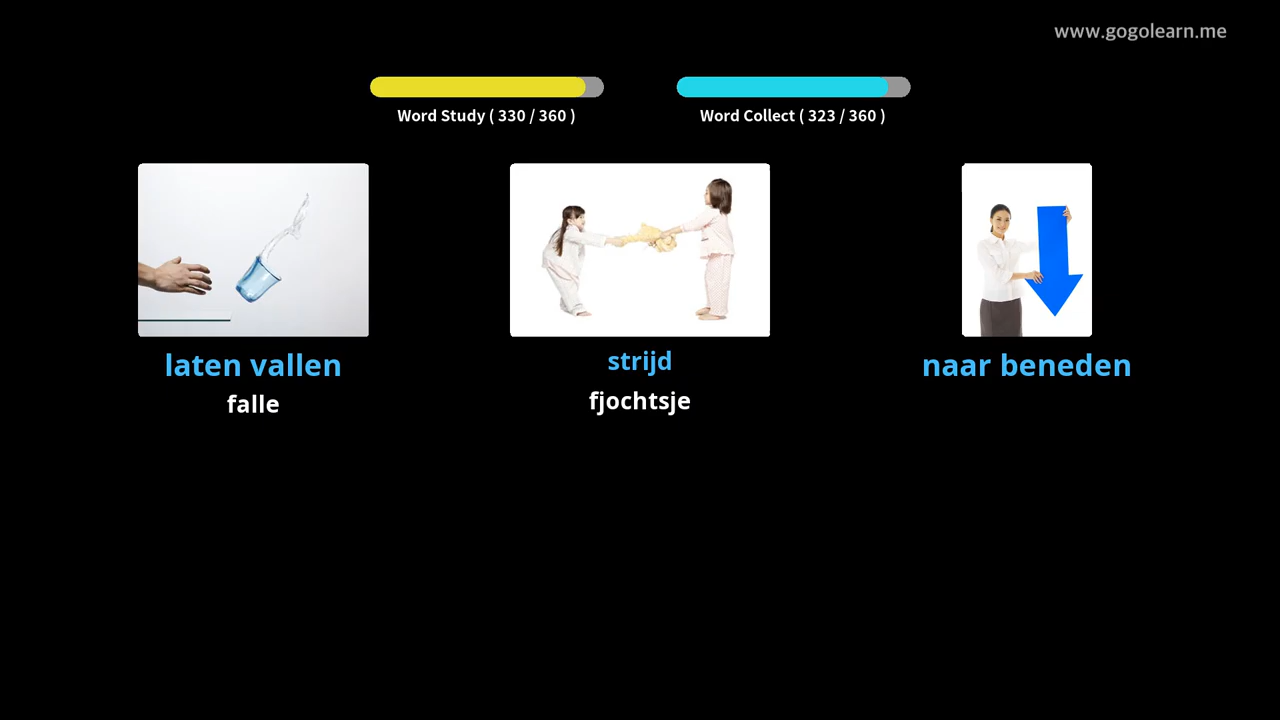 www.gogolearn.me
Word Study ( 330 / 360 )
Word Collect ( 323 / 360 )
laten vallen
falle
strijd
fjochtsje
naar beneden